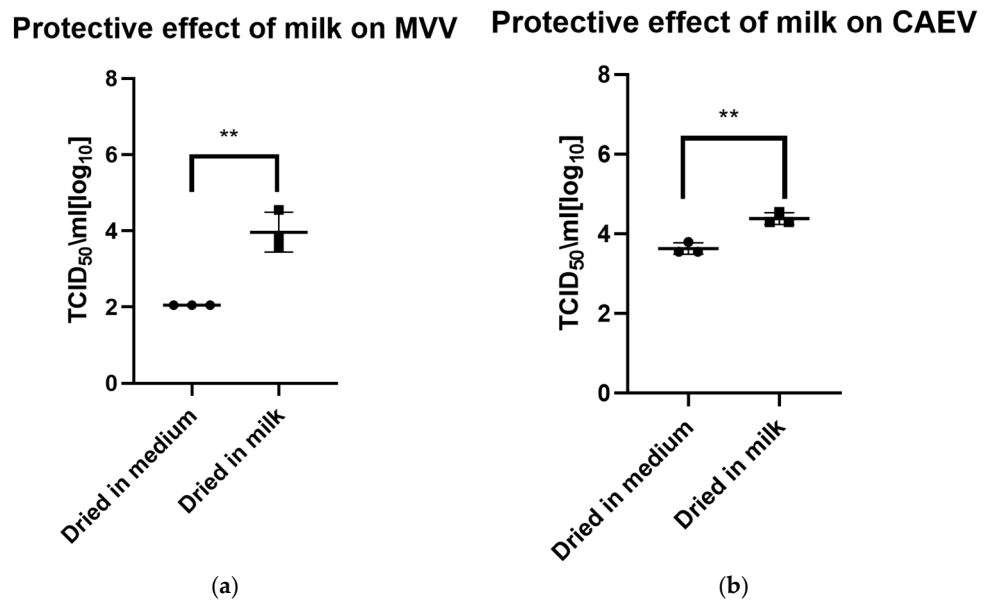 Protective effect of milk on MVV
TCID50\ml[log10]
8
6
4
2
0
**
Dried in medium
Dried in milk
(a)
Protective effect of milk on CAEV
TCID50\ml[log10]
8
6
4
2
0
**
Dried in medium
Dried in milk
(b)